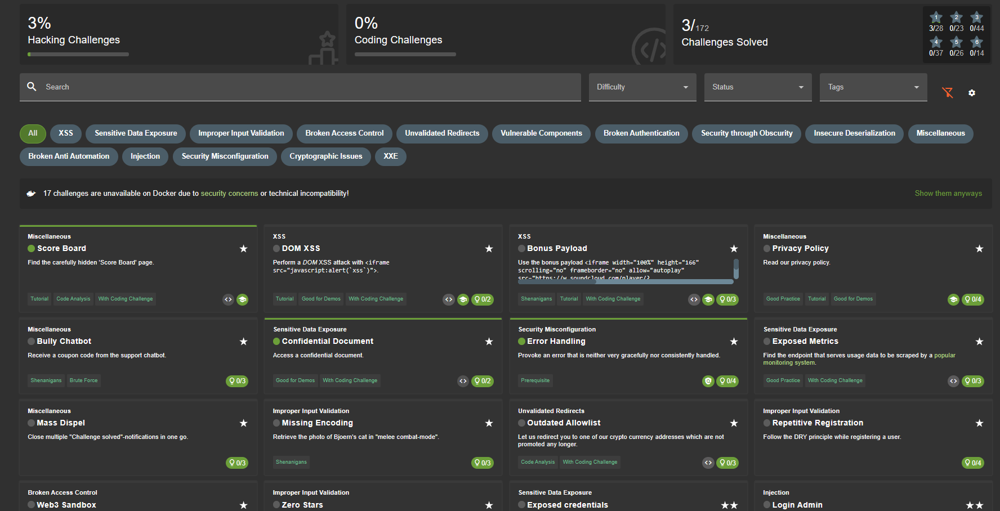 3%
Hacking Challenges
0%
Coding Challenges
3/172
Challenges Solved
1 2 3
3/28 0/23 0/44
4 5 6
0/37 0/26 0/14
Search
Difficulty
Status
Tags
All XSS Sensitive Data Exposure Improper Input Validation Broken Access Control Unvalidated Redirects Vulnerable Components Broken Authentication Security through Obscurity Insecure Deserialization Miscellaneous
Broken Anti Automation Injection Security Misconfiguration Cryptographic Issues XXE
17 challenges are unavailable on Docker due to security concerns or technical incompatibility!
Show them anyways
Miscellaneous
Score Board
Find the carefully hidden 'Score Board' page.
Tutorial Code Analysis With Coding Challenge
XSS
DOM XSS
Perform a DOM XSS attack with <iframe
src="javascript:alert(`xss`)">.
Tutorial Good for Demos With Coding Challenge <> 0/2
XSS
Bonus Payload
Use the bonus payload <iframe width="100%" height="166"
scrolling="no" frameborder="no" allow="autoplay"
src="https://w.soundcloud.com/player/?
Shenanigans Tutorial With Coding Challenge <> 0/3
Miscellaneous
Privacy Policy
Read our privacy policy.
Good Practice Tutorial Good for Demos 0/4
Miscellaneous
Bully Chatbot
Receive a coupon code from the support chatbot.
Shenanigans Brute Force 0/3
Sensitive Data Exposure
Confidential Document
Access a confidential document.
Good for Demos With Coding Challenge <> 0/2
Security Misconfiguration
Error Handling
Provoke an error that is neither very gracefully nor consistently handled.
Prerequisite 0/4
Sensitive Data Exposure
Exposed Metrics
Find the endpoint that serves usage data to be scraped by a popular
monitoring system.
Good Practice With Coding Challenge <> 0/3
Miscellaneous
Mass Dispel
Close multiple "Challenge solved"-notifications in one go.
0/3
Improper Input Validation
Missing Encoding
Retrieve the photo of Bjoern's cat in "melee combat-mode".
Shenanigans 0/3
Unvalidated Redirects
Outdated Allowlist
Let us redirect you to one of our crypto currency addresses which are not
promoted any longer.
Code Analysis With Coding Challenge <> 0/3
Improper Input Validation
Repetitive Registration
Follow the DRY principle while registering a user.
0/4
Broken Access Control
Web3 Sandbox
Improper Input Validation
Zero Stars
Sensitive Data Exposure
Exposed credentials
Injection
Login Admin